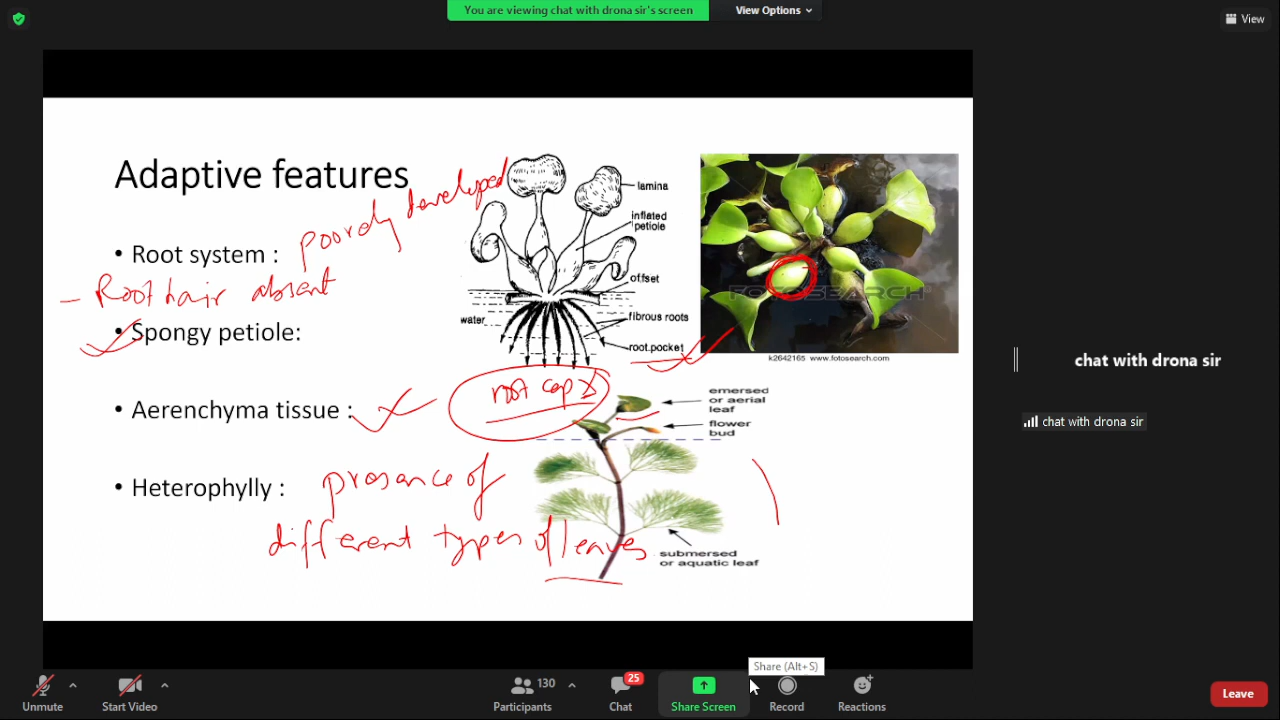 You are viewing chat with drona sir's screen
View Options
View
Adaptive features
• Root system : poorly developed
- Root hair absent
• Spongy petiole:
• Aerenchyma tissue :
• Heterophylly : presance of
different types of leaves
lamina
inflated
petiole
offset
water
fibrous roots
root pocket
root cap x
FOTOSEARCH
k2642165 www.fotosearch.com
emersed
or aerial
leaf
flower
bud
submersed
or aquatic leaf
chat with drona sir
chat with drona sir
Share (Alt+S)
Unmute
Start Video
130
Participants
25
Chat
Share Screen
Record
Reactions
Leave